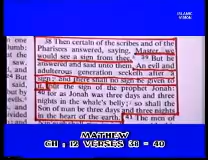 ISLAMIC VISION
38 Then certain of the scribes and of the
Pharisees answered, saying, Master, we
would see a sign from thee. 39 But he
answered and said unto them, An evil and
adulterous generation seeketh after a
sign; and there shall no sign be given to
it, but the sign of the prophet Jonah:
40 for as Jonah was three days and three
nights in the whale's belly; so shall the
Son of man be three days and three nights
in the heart of the earth. 41 The men of
MATHEW
CH : 12 VERSES 38 - 40